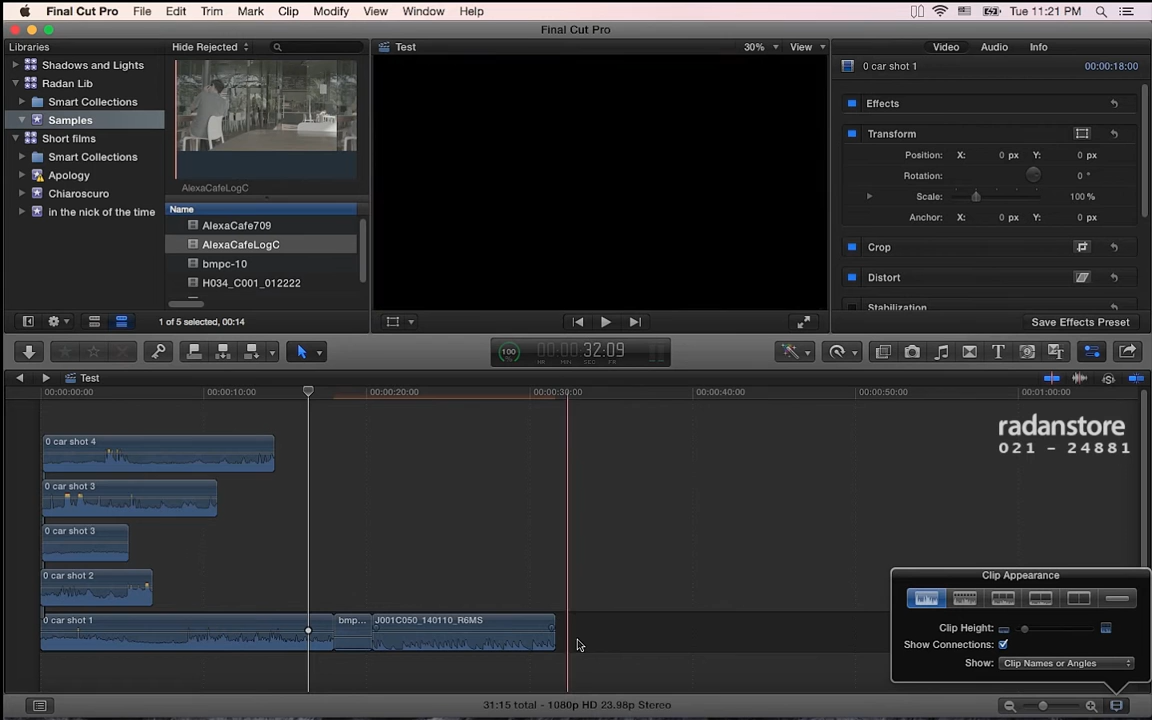 Final Cut Pro File Edit Trim Mark Clip Modify View Window Help Tue 11:21 PM
Final Cut Pro
Libraries
Hide Rejected
Test
30%
View
Video
Audio
Info
Shadows and Lights
Radan Lib
Smart Collections
Samples
Short films
Smart Collections
Apology
Chiaroscuro
in the nick of the time
AlexaCafeLogC
Name
AlexaCafe709
AlexaCafeLogC
bmpc-10
H034_C001_012222
1 of 5 selected, 00:14
0 car shot 1
00:00:18:00
Effects
Transform
Position: X: 0 px Y: 0 px
Rotation: 0 °
Scale: 100 %
Anchor: X: 0 px Y: 0 px
Crop
Distort
Stabilization
Save Effects Preset
100
00:00:32:09
HR MIN SEC FR
Test
00:00:00:00
00:00:10:00
00:00:20:00
00:00:30:00
00:00:40:00
00:00:50:00
00:01:00:00
radanstore
021 - 24881
0 car shot 4
0 car shot 3
0 car shot 3
0 car shot 2
0 car shot 1
bmp...
J001C050_140110_R6MS
Clip Appearance
Clip Height:
Show Connections:
Show: Clip Names or Angles
31:15 total - 1080p HD 23.98p Stereo